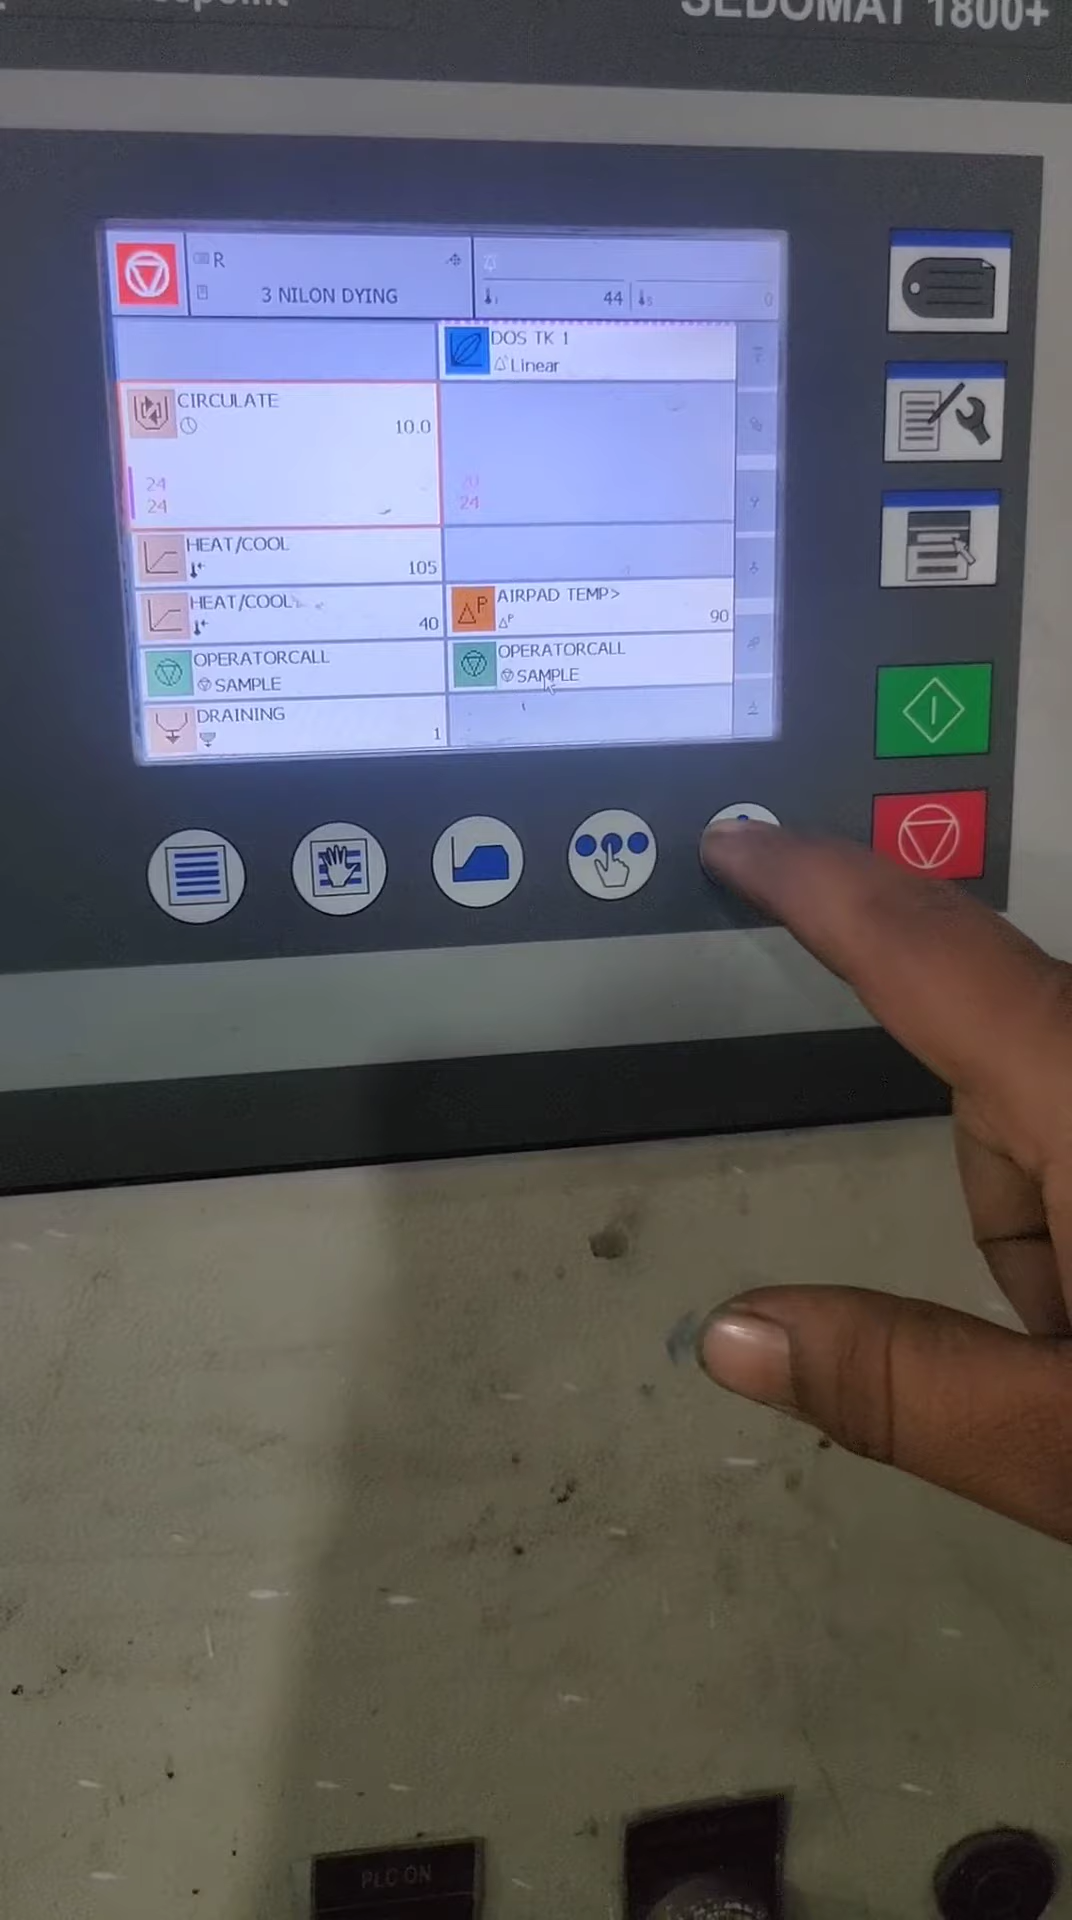 SEDOMAT 1800+
R
3 NILON DYING
44
0
DOS TK 1
Linear
CIRCULATE
10.0
24
24
20
24
HEAT/COOL
105
HEAT/COOL
40
AIRPAD TEMP>
90
OPERATORCALL
SAMPLE
OPERATORCALL
SAMPLE
DRAINING
1
PLC ON